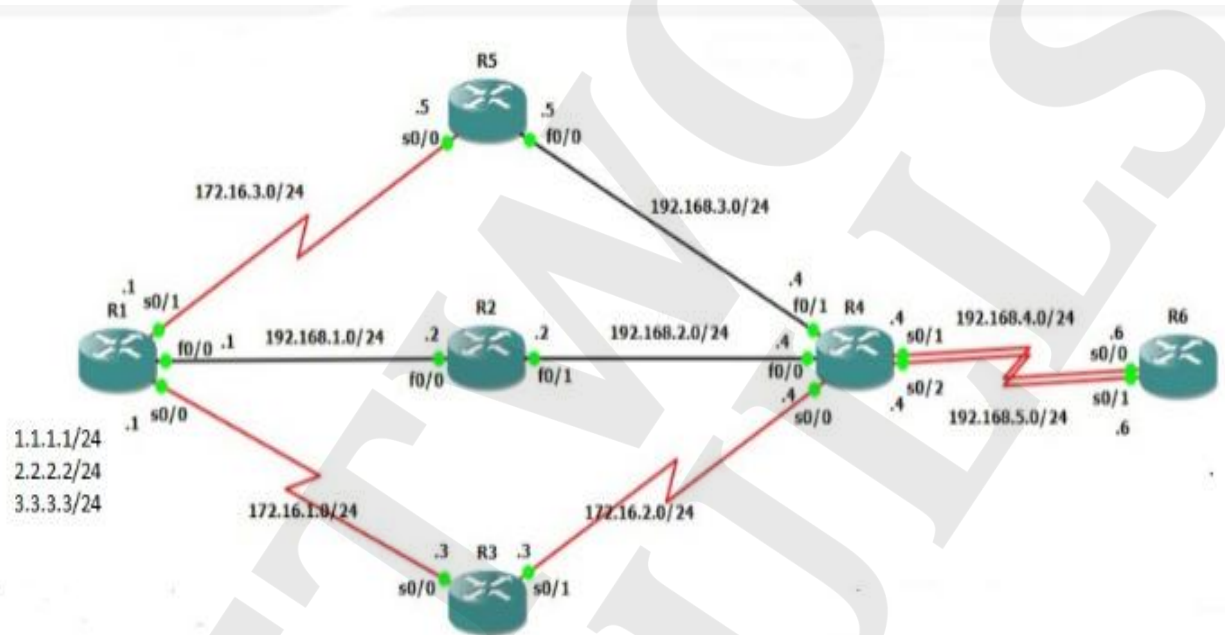 R5
.5
.5
s0/0
f0/0
172.16.3.0/24
192.168.3.0/24
.1
s0/1
R1
R2
.4
f0/1
R4
.4
192.168.4.0/24
R6
f0/0
.1
192.168.1.0/24
.2
.2
192.168.2.0/24
.4
s0/1
.6
s0/0
f0/0
f0/1
f0/0
s0/2
s0/1
.1
s0/0
.4
s0/0
.4
192.168.5.0/24
.6
1.1.1.1/24
2.2.2.2/24
3.3.3.3/24
172.16.1.0/24
172.16.2.0/24
.3
R3
.3
s0/0
s0/1